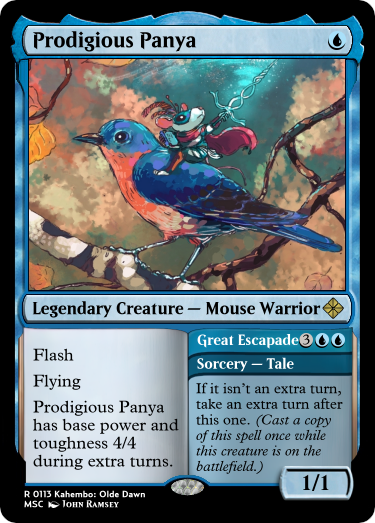 Prodigious Panya
Legendary Creature — Mouse Warrior
Flash
Flying
Prodigious Panya
has base power and
toughness 4/4
during extra turns.
Great Escapade 3
Sorcery — Tale
If it isn't an extra turn,
take an extra turn after
this one. (Cast a copy
of this spell once while
this creature is on the
battlefield.)
1/1
R 0113 Kahembo: Olde Dawn
MSC JOHN RAMSEY